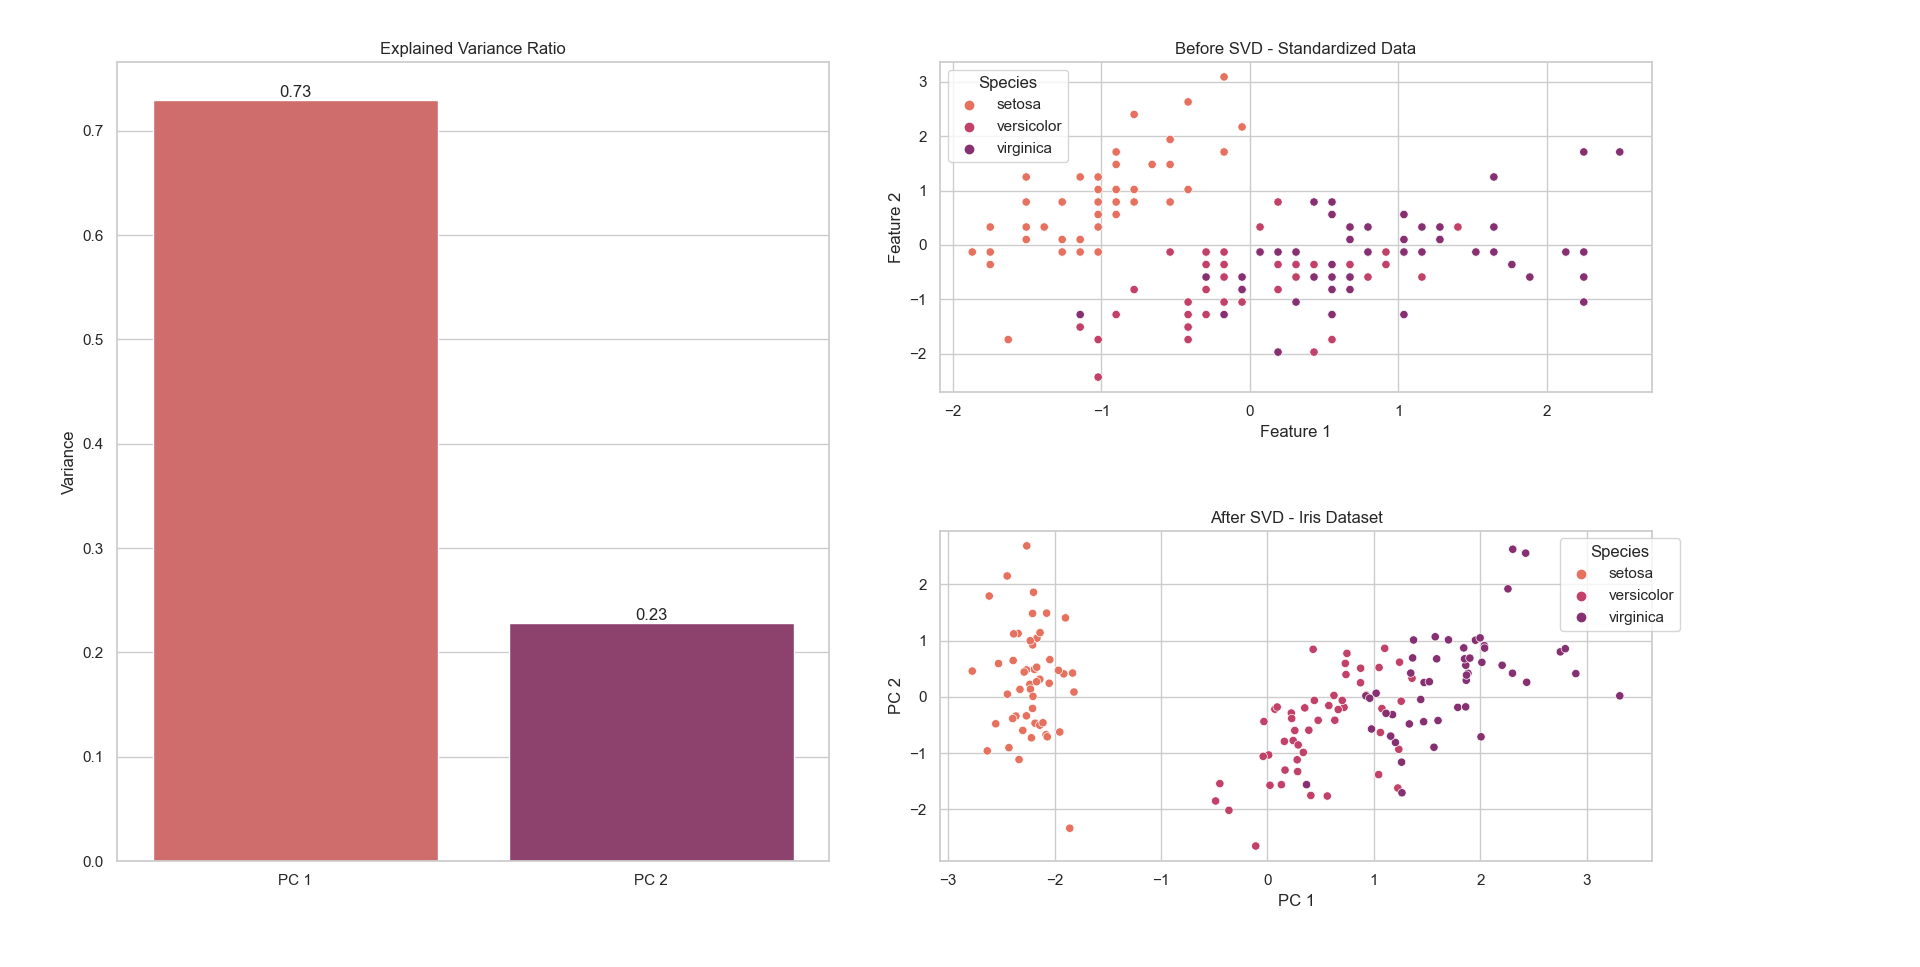 Explained Variance Ratio
0.73
0.23
0.7
0.6
0.5
0.4
0.3
0.2
0.1
0.0
Variance
PC 1
PC 2
Before SVD - Standardized Data
Species
setosa
versicolor
virginica
3
2
1
0
−1
−2
Feature 2
−2
−1
0
1
2
Feature 1
After SVD - Iris Dataset
Species
setosa
versicolor
virginica
2
1
0
−1
−2
PC 2
−3
−2
−1
0
1
2
3
PC 1